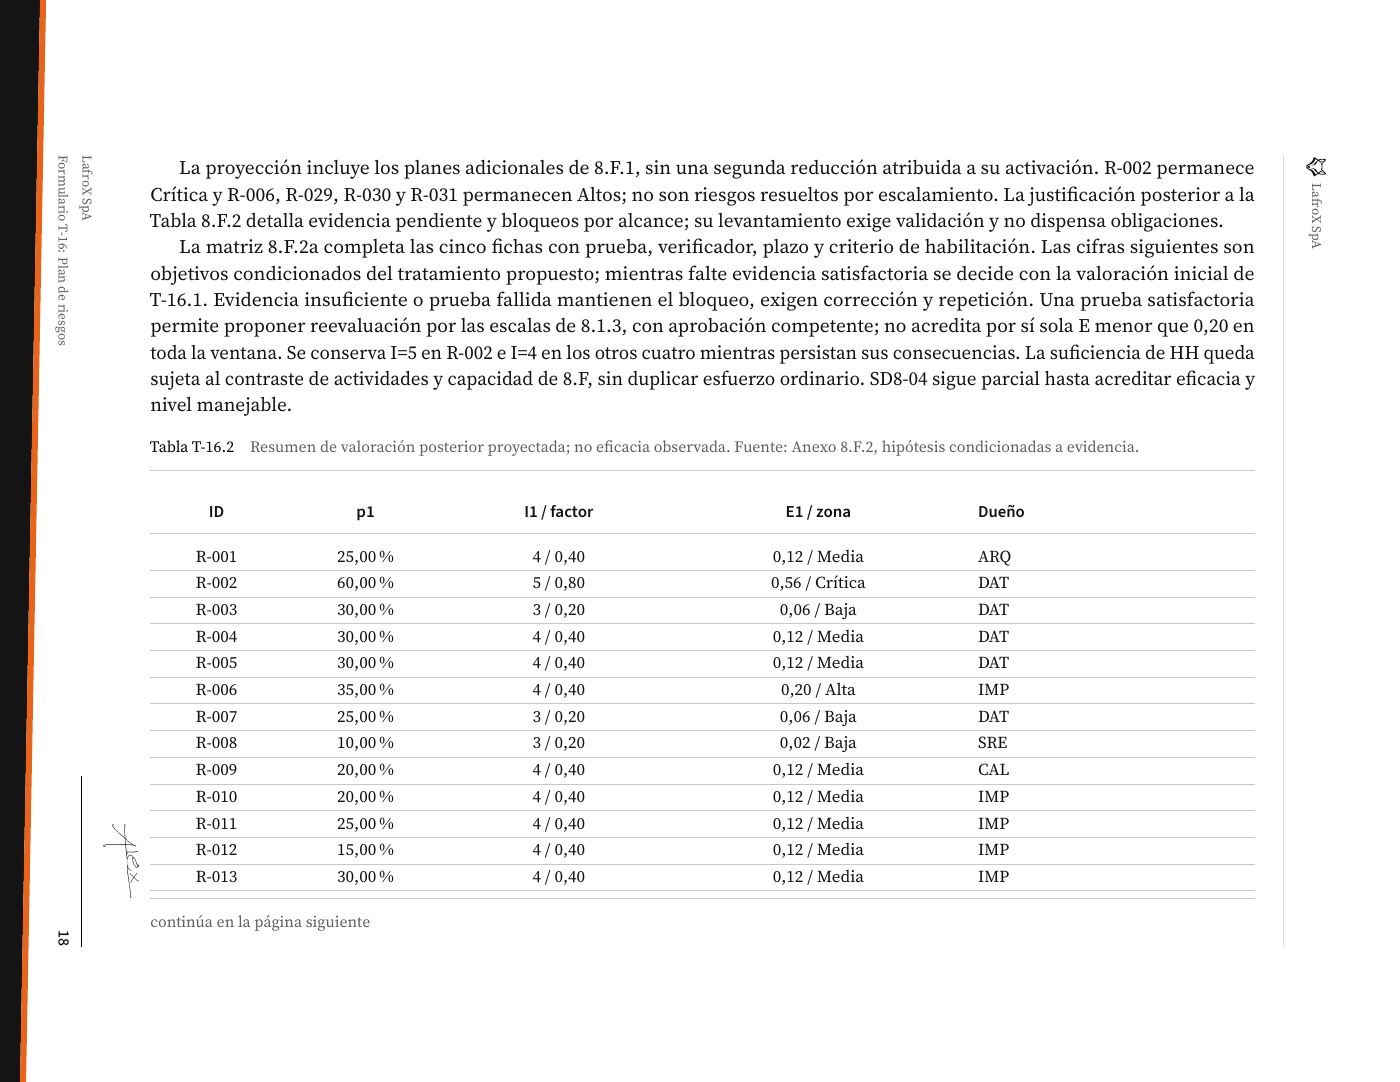 LafroX SpA
Formulario T-16: Plan de riesgos
La proyección incluye los planes adicionales de 8.F.1, sin una segunda reducción atribuida a su activación. R-002 permanece
Crítica y R-006, R-029, R-030 y R-031 permanecen Altos; no son riesgos resueltos por escalamiento. La justificación posterior a la
Tabla 8.F.2 detalla evidencia pendiente y bloqueos por alcance; su levantamiento exige validación y no dispensa obligaciones.
La matriz 8.F.2a completa las cinco fichas con prueba, verificador, plazo y criterio de habilitación. Las cifras siguientes son
objetivos condicionados del tratamiento propuesto; mientras falte evidencia satisfactoria se decide con la valoración inicial de
T-16.1. Evidencia insuficiente o prueba fallida mantienen el bloqueo, exigen corrección y repetición. Una prueba satisfactoria
permite proponer reevaluación por las escalas de 8.1.3, con aprobación competente; no acredita por sí sola E menor que 0,20 en
toda la ventana. Se conserva I=5 en R-002 e I=4 en los otros cuatro mientras persistan sus consecuencias. La suficiencia de HH queda
sujeta al contraste de actividades y capacidad de 8.F, sin duplicar esfuerzo ordinario. SD8-04 sigue parcial hasta acreditar eficacia y
nivel manejable.
Tabla T-16.2 Resumen de valoración posterior proyectada; no eficacia observada. Fuente: Anexo 8.F.2, hipótesis condicionadas a evidencia.
ID p1 I1 / factor E1 / zona Dueño
R-001 25,00 % 4 / 0,40 0,12 / Media ARQ
R-002 60,00 % 5 / 0,80 0,56 / Crítica DAT
R-003 30,00 % 3 / 0,20 0,06 / Baja DAT
R-004 30,00 % 4 / 0,40 0,12 / Media DAT
R-005 30,00 % 4 / 0,40 0,12 / Media DAT
R-006 35,00 % 4 / 0,40 0,20 / Alta IMP
R-007 25,00 % 3 / 0,20 0,06 / Baja DAT
R-008 10,00 % 3 / 0,20 0,02 / Baja SRE
R-009 20,00 % 4 / 0,40 0,12 / Media CAL
R-010 20,00 % 4 / 0,40 0,12 / Media IMP
R-011 25,00 % 4 / 0,40 0,12 / Media IMP
R-012 15,00 % 4 / 0,40 0,12 / Media IMP
R-013 30,00 % 4 / 0,40 0,12 / Media IMP
continúa en la página siguiente
Alex
18
LafroX SpA